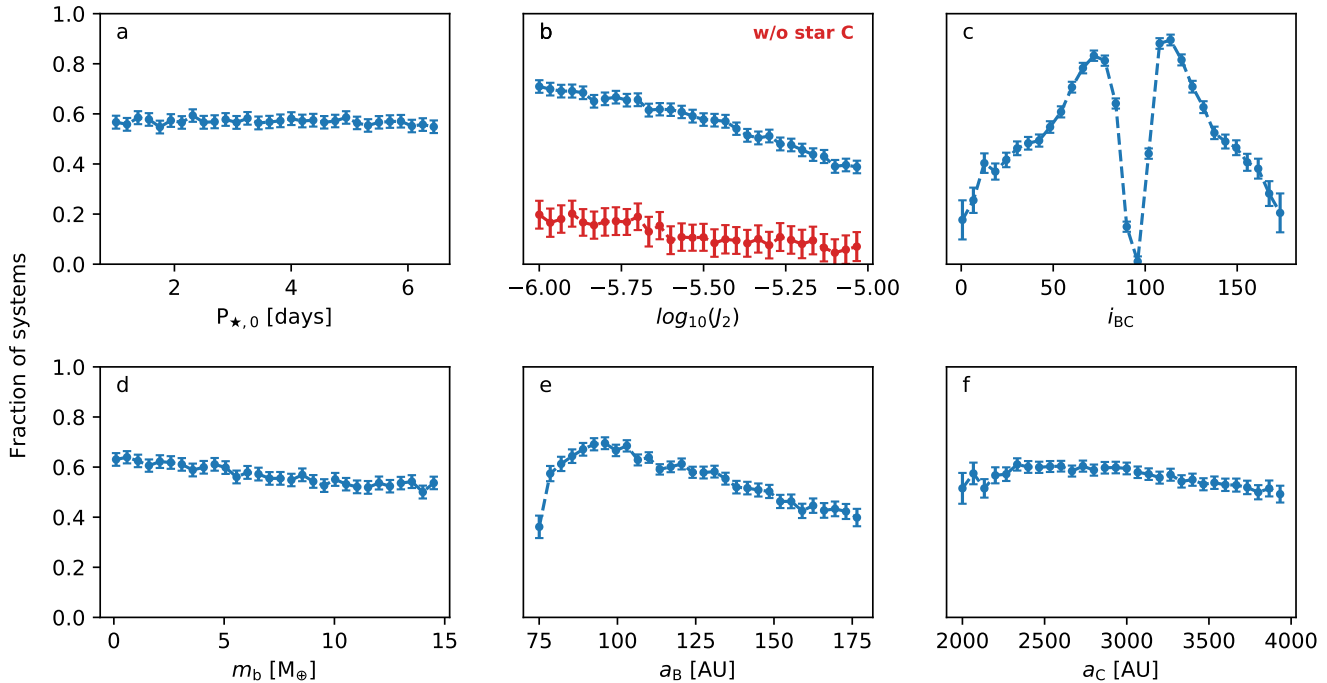 Fraction of systems
1.0
0.8
0.6
0.4
0.2
0.0
a
2 4 6
P★, 0 [days]
b
w/o star C
−6.00 −5.75 −5.50 −5.25 −5.00
log10(J2)
c
0 50 100 150
iBC
1.0
0.8
0.6
0.4
0.2
0.0
d
0 5 10 15
mb [M⊕]
e
75 100 125 150 175
aB [AU]
f
2000 2500 3000 3500 4000
aC [AU]